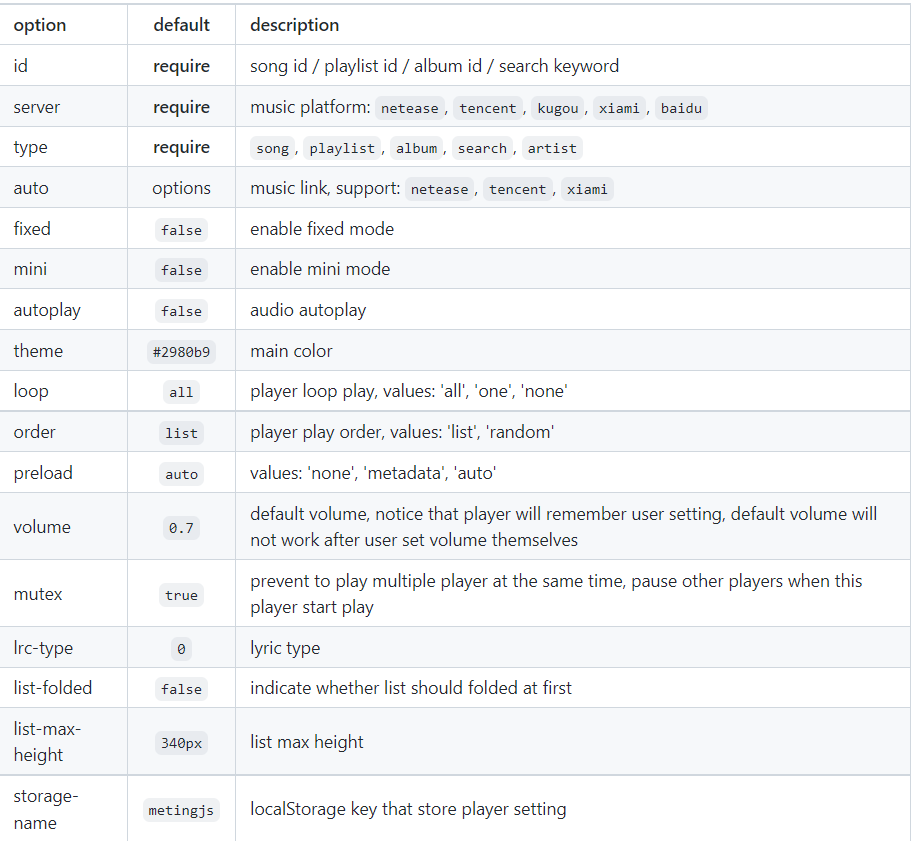 option default description
id require song id / playlist id / album id / search keyword
server require music platform: netease , tencent , kugou , xiami , baidu
type require song , playlist , album , search , artist
auto options music link, support: netease , tencent , xiami
fixed false enable fixed mode
mini false enable mini mode
autoplay false audio autoplay
theme #2980b9 main color
loop all player loop play, values: 'all', 'one', 'none'
order list player play order, values: 'list', 'random'
preload auto values: 'none', 'metadata', 'auto'
volume 0.7 default volume, notice that player will remember user setting, default volume will
not work after user set volume themselves
mutex true prevent to play multiple player at the same time, pause other players when this
player start play
lrc-type 0 lyric type
list-folded false indicate whether list should folded at first
list-max-
height 340px list max height
storage-
name metingjs localStorage key that store player setting